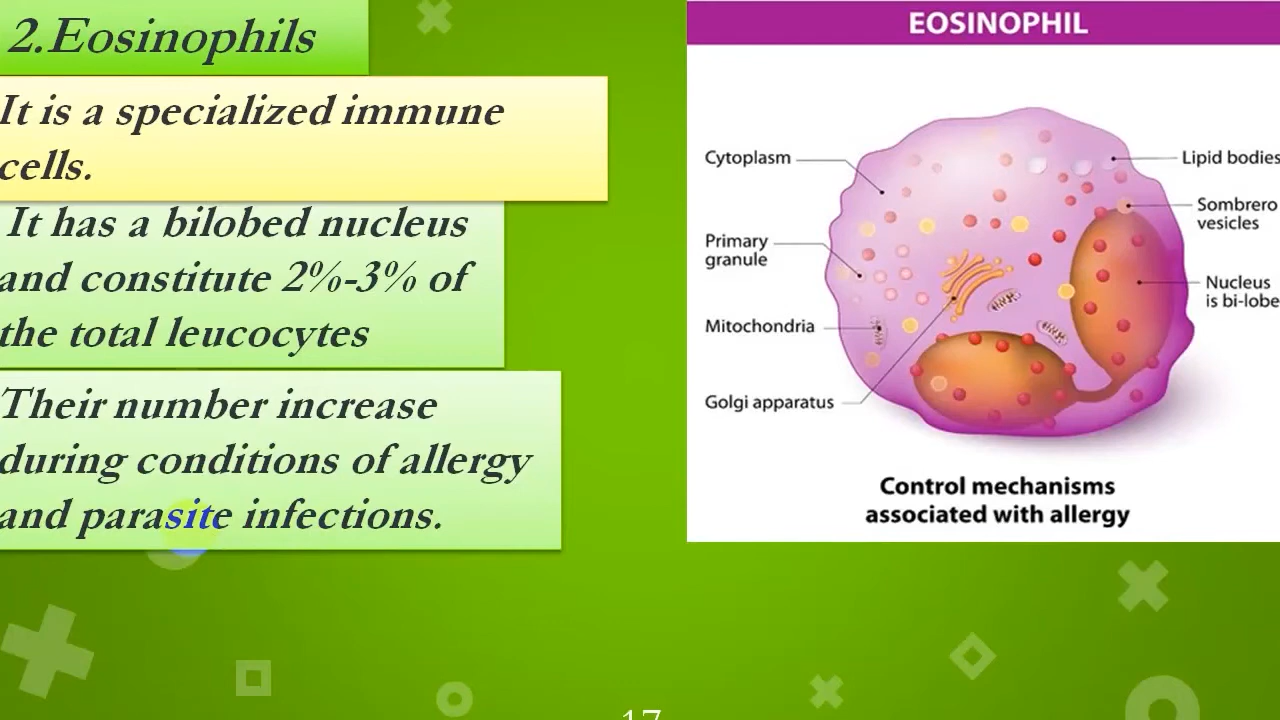 2.Eosinophils
It is a specialized immune
cells.
It has a bilobed nucleus
and constitute 2%-3% of
the total leucocytes
Their number increase
during conditions of allergy
and parasite infections.
EOSINOPHIL
Cytoplasm
Primary
granule
Mitochondria
Golgi apparatus
Lipid bodies
Sombrero
vesicles
Nucleus
is bi-lobe
Control mechanisms
associated with allergy
17